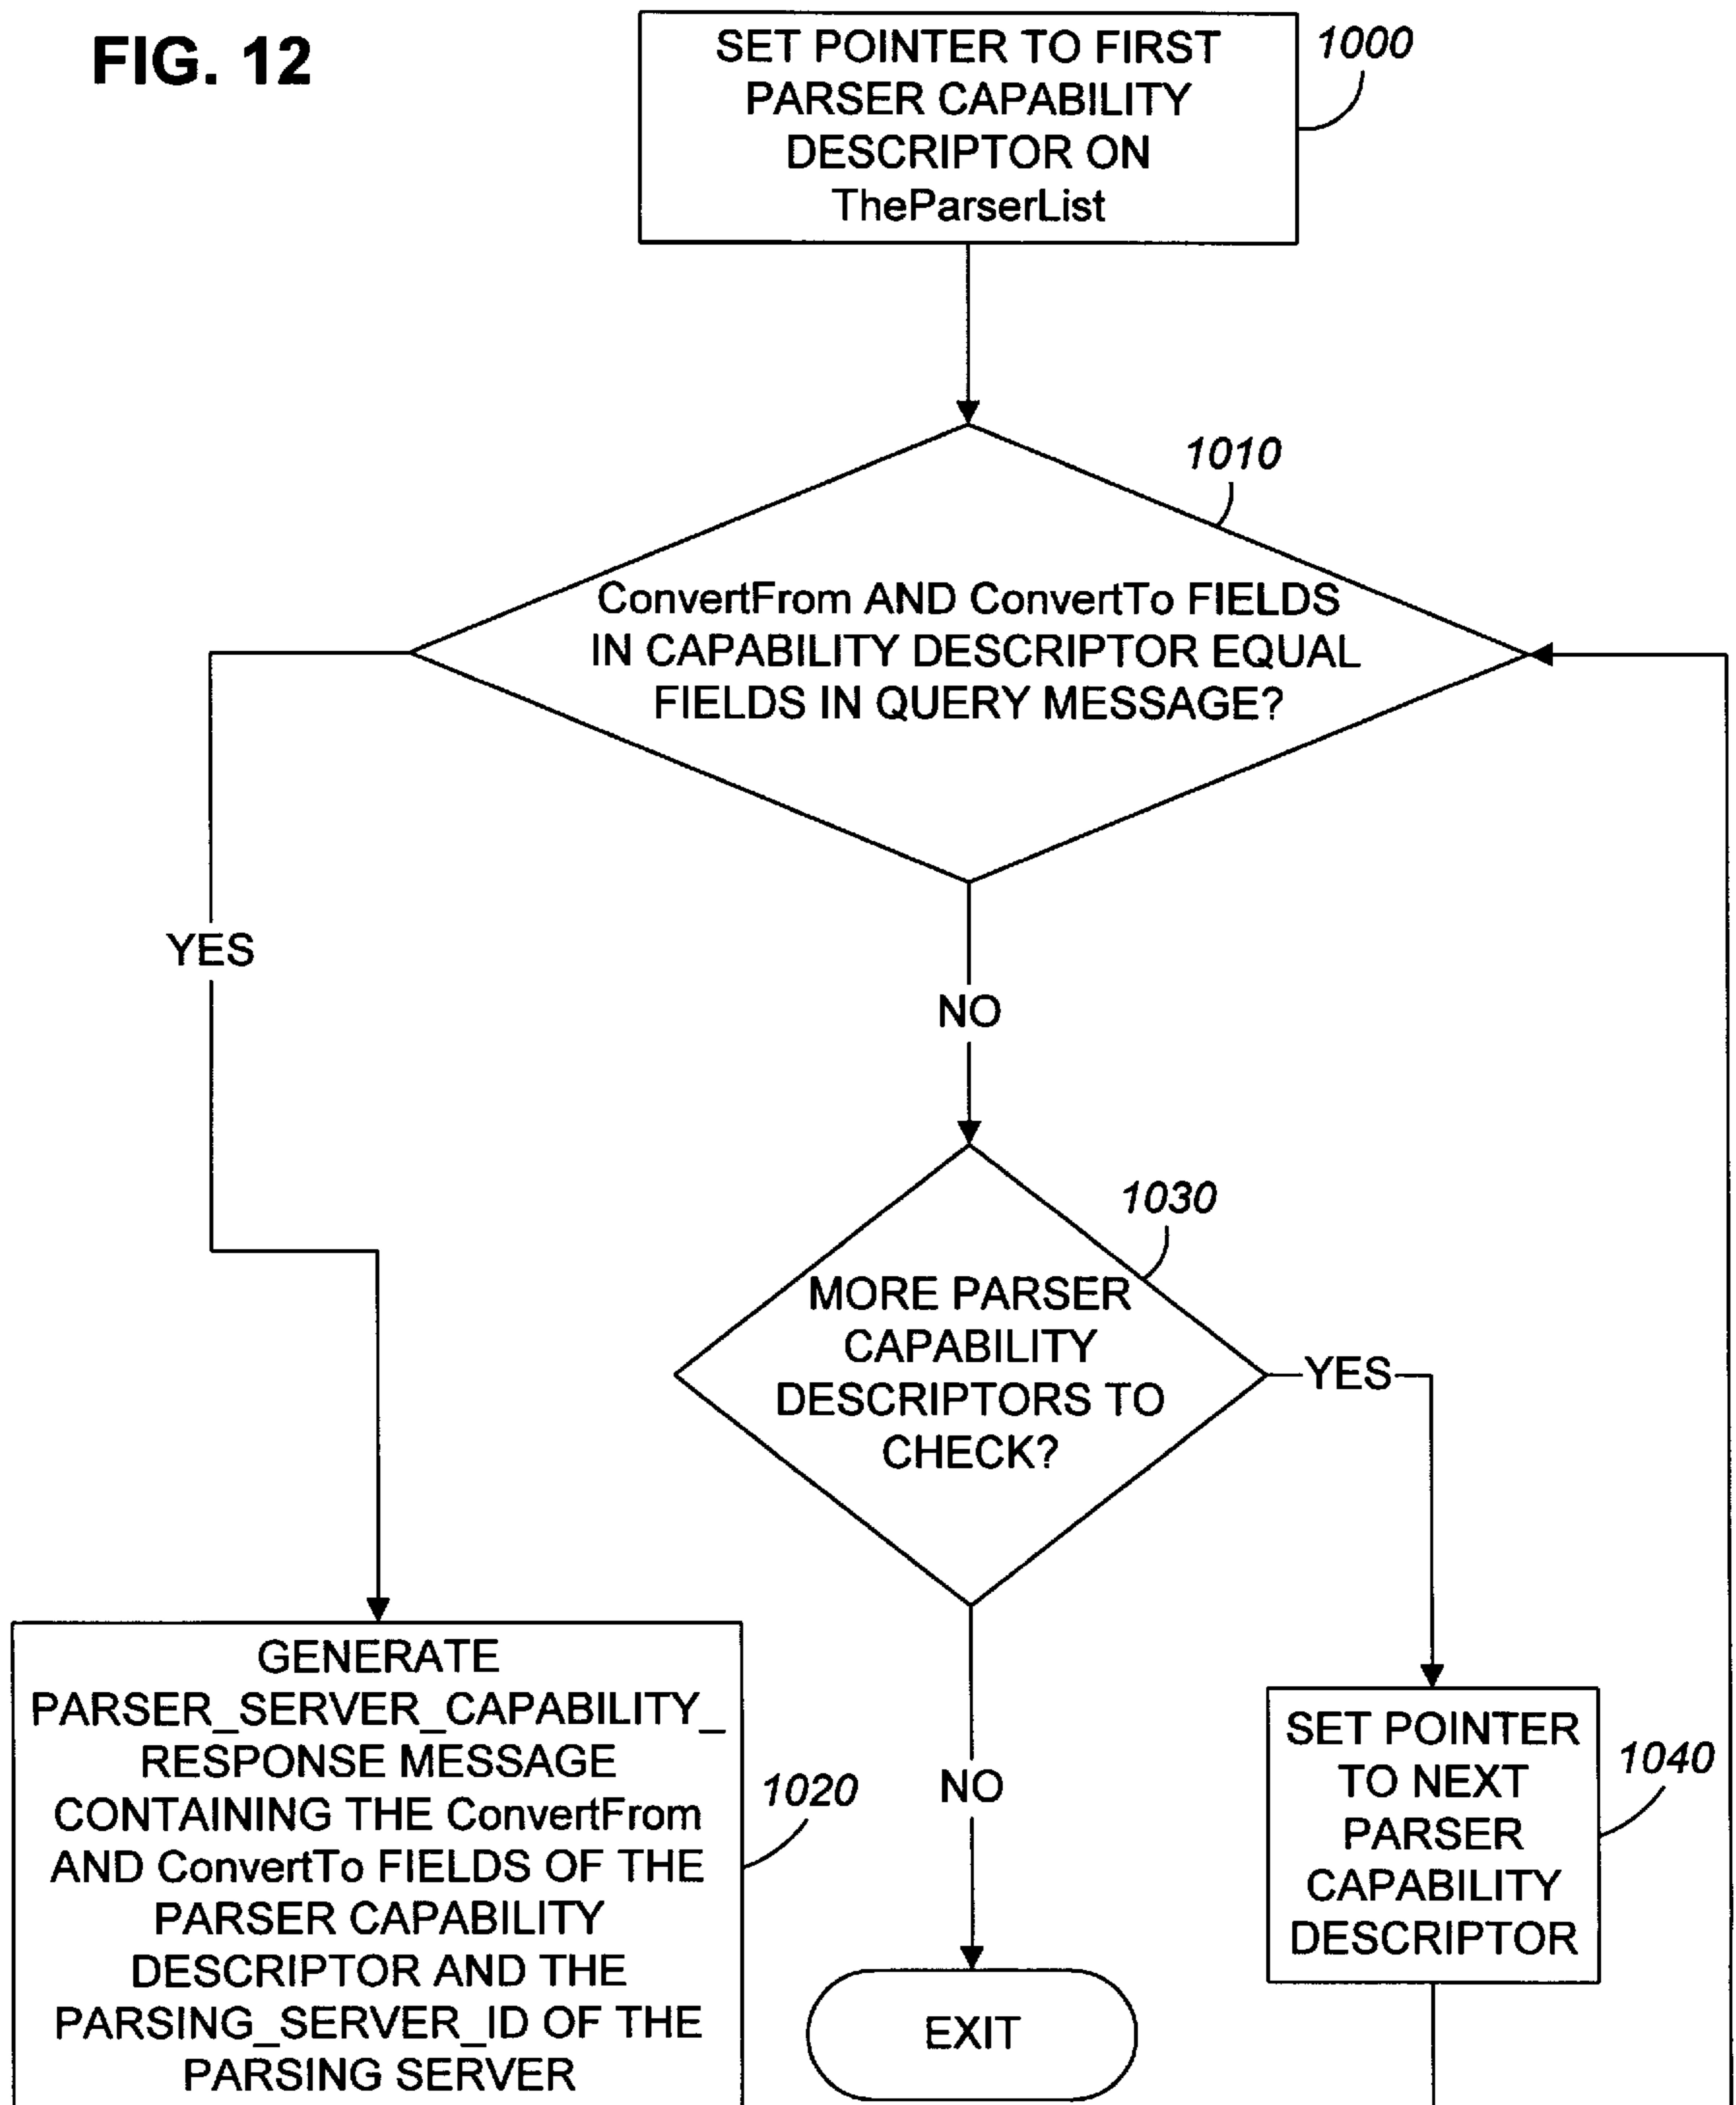 FIG. 12
SET POINTER TO FIRST
PARSER CAPABILITY
DESCRIPTOR ON
TheParserList
1000
1010
ConvertFrom AND ConvertTo FIELDS
IN CAPABILITY DESCRIPTOR EQUAL
FIELDS IN QUERY MESSAGE?
YES
NO
1030
MORE PARSER
CAPABILITY
DESCRIPTORS TO
CHECK?
YES
GENERATE
PARSER_SERVER_CAPABILITY_
RESPONSE MESSAGE
CONTAINING THE ConvertFrom
AND ConvertTo FIELDS OF THE
PARSER CAPABILITY
DESCRIPTOR AND THE
PARSING_SERVER_ID OF THE
PARSING SERVER
1020
NO
EXIT
SET POINTER
TO NEXT
PARSER
CAPABILITY
DESCRIPTOR
1040